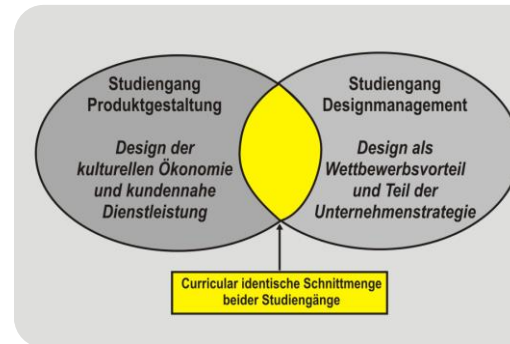 Studiengang
Produktgestaltung
Design der
kulturellen Ökonomie
und kundennahe
Dienstleistung
Studiengang
Designmanagement
Design als
Wettbewerbsvorteil
und Teil der
Unternehmenstrategie
Curricular identische Schnittmenge
beider Studiengänge